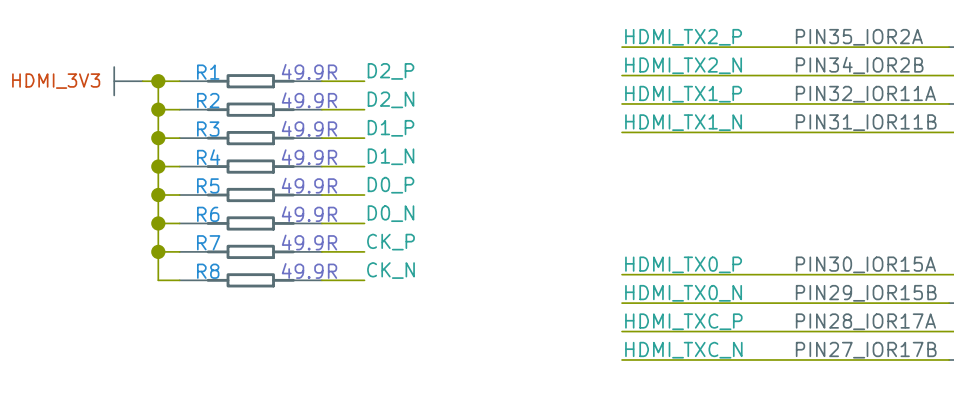 HDMI_3V3
R1 49.9R D2_P
R2 49.9R D2_N
R3 49.9R D1_P
R4 49.9R D1_N
R5 49.9R D0_P
R6 49.9R D0_N
R7 49.9R CK_P
R8 49.9R CK_N
HDMI_TX2_P PIN35_IOR2A
HDMI_TX2_N PIN34_IOR2B
HDMI_TX1_P PIN32_IOR11A
HDMI_TX1_N PIN31_IOR11B
HDMI_TX0_P PIN30_IOR15A
HDMI_TX0_N PIN29_IOR15B
HDMI_TXC_P PIN28_IOR17A
HDMI_TXC_N PIN27_IOR17B